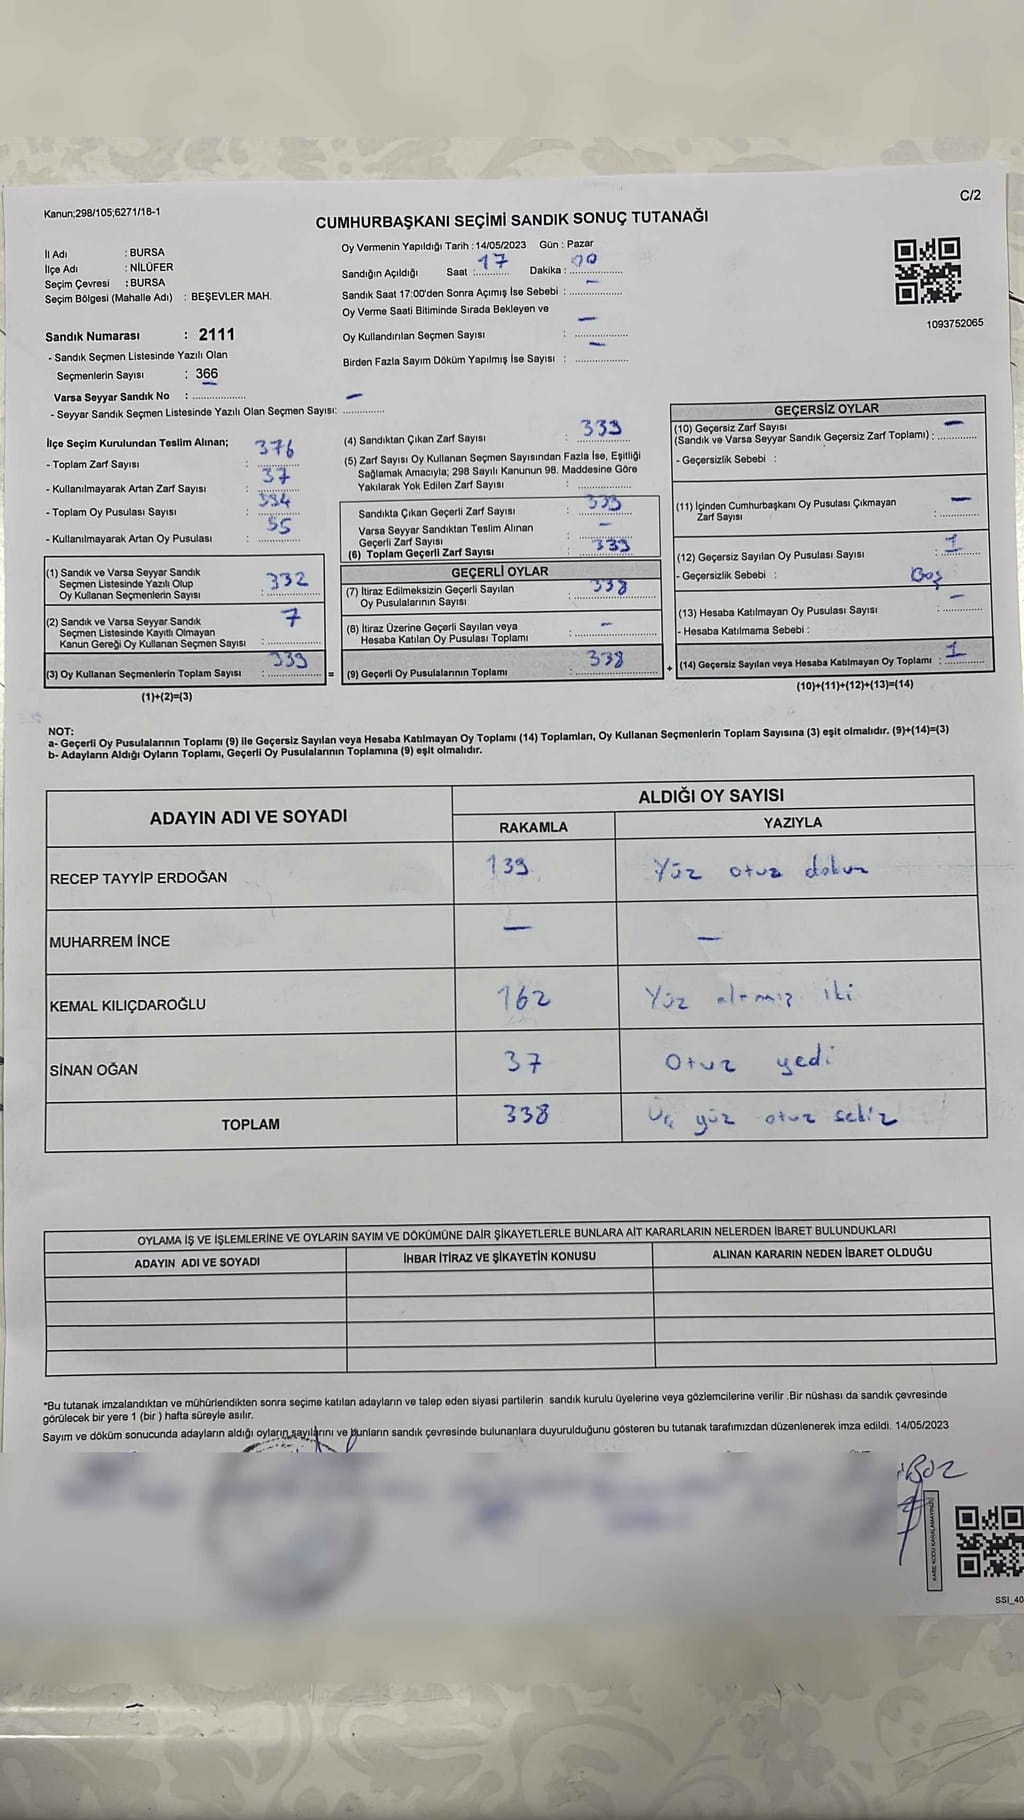 Kanun;298/105;6271/18-1
C/2
CUMHURBAŞKANI SEÇİMİ SANDIK SONUÇ TUTANAĞI
İl Adı : BURSA
İlçe Adı : NİLÜFER
Seçim Çevresi : BURSA
Seçim Bölgesi (Mahalle Adı) : BEŞEVLER MAH.
Oy Vermenin Yapıldığı Tarih : 14/05/2023 Gün : Pazar
Sandığın Açıldığı Saat : 17 Dakika : 00
Sandık Saat 17:00'den Sonra Açımış İse Sebebi : –
Oy Verme Saati Bitiminde Sırada Bekleyen ve
Oy Kullandırılan Seçmen Sayısı : –
Birden Fazla Sayım Döküm Yapılmış İse Sayısı : –
1093752065
Sandık Numarası : 2111
- Sandık Seçmen Listesinde Yazılı Olan
Seçmenlerin Sayısı : 366
Varsa Seyyar Sandık No :
- Seyyar Sandık Seçmen Listesinde Yazılı Olan Seçmen Sayısı: –
İlçe Seçim Kurulundan Teslim Alınan;
- Toplam Zarf Sayısı : 376
- Kullanılmayarak Artan Zarf Sayısı : 37
- Toplam Oy Pusulası Sayısı : 394
- Kullanılmayarak Artan Oy Pusulası : 55
(1) Sandık ve Varsa Seyyar Sandık
Seçmen Listesinde Yazılı Olup
Oy Kullanan Seçmenlerin Sayısı : 332
(2) Sandık ve Varsa Seyyar Sandık
Seçmen Listesinde Kayıtlı Olmayan
Kanun Gereği Oy Kullanan Seçmen Sayısı : 7
(3) Oy Kullanan Seçmenlerin Toplam Sayısı : 339 =
(1)+(2)=(3)
(4) Sandıktan Çıkan Zarf Sayısı : 339
(5) Zarf Sayısı Oy Kullanan Seçmen Sayısından Fazla İse, Eşitliği
Sağlamak Amacıyla; 298 Sayılı Kanunun 98. Maddesine Göre
Yakılarak Yok Edilen Zarf Sayısı :
Sandıkta Çıkan Geçerli Zarf Sayısı : 339
Varsa Seyyar Sandıktan Teslim Alınan
Geçerli Zarf Sayısı : –
(6) Toplam Geçerli Zarf Sayısı : 339
GEÇERLİ OYLAR
(7) İtiraz Edilmeksizin Geçerli Sayılan
Oy Pusulalarının Sayısı : 338
(8) İtiraz Üzerine Geçerli Sayılan veya
Hesaba Katılan Oy Pusulası Toplamı : –
(9) Geçerli Oy Pusulalarının Toplamı : 338 +
GEÇERSİZ OYLAR
(10) Geçersiz Zarf Sayısı
(Sandık ve Varsa Seyyar Sandık Geçersiz Zarf Toplamı) : –
- Geçersizlik Sebebi :
(11) İçinden Cumhurbaşkanı Oy Pusulası Çıkmayan
Zarf Sayısı : –
(12) Geçersiz Sayılan Oy Pusulası Sayısı : 1
- Geçersizlik Sebebi : Boş
(13) Hesaba Katılmayan Oy Pusulası Sayısı : –
- Hesaba Katılmama Sebebi :
(14) Geçersiz Sayılan veya Hesaba Katılmayan Oy Toplamı : 1
(10)+(11)+(12)+(13)=(14)
NOT:
a- Geçerli Oy Pusulalarının Toplamı (9) ile Geçersiz Sayılan veya Hesaba Katılmayan Oy Toplamı (14) Toplamları, Oy Kullanan Seçmenlerin Toplam Sayısına (3) eşit olmalıdır. (9)+(14)=(3)
b- Adayların Aldığı Oyların Toplamı, Geçerli Oy Pusulalarının Toplamına (9) eşit olmalıdır.
ADAYIN ADI VE SOYADI ALDIĞI OY SAYISI
RAKAMLA YAZIYLA
RECEP TAYYİP ERDOĞAN 139 Yüz otuz dokuz
MUHARREM İNCE – –
KEMAL KILIÇDAROĞLU 162 Yüz altmış iki
SİNAN OĞAN 37 Otuz yedi
TOPLAM 338 Üç yüz otuz sekiz
OYLAMA İŞ VE İŞLEMLERİNE VE OYLARIN SAYIM VE DÖKÜMÜNE DAİR ŞİKAYETLERLE BUNLARA AİT KARARLARIN NELERDEN İBARET BULUNDUKLARI
ADAYIN ADI VE SOYADI İHBAR İTİRAZ VE ŞİKAYETİN KONUSU ALINAN KARARIN NEDEN İBARET OLDUĞU
*Bu tutanak imzalandıktan ve mühürlendikten sonra seçime katılan adayların ve talep eden siyasi partilerin sandık kurulu üyelerine veya gözlemcilerine verilir .Bir nüshası da sandık çevresinde
görülecek bir yere 1 (bir ) hafta süreyle asılır.
Sayım ve döküm sonucunda adayların aldığı oyların sayılarını ve bunların sandık çevresinde bulunanlara duyurulduğunu gösteren bu tutanak tarafımızdan düzenlenerek imza edildi. 14/05/2023
KARE KODU KARALAMAYINIZ!
SSI_40